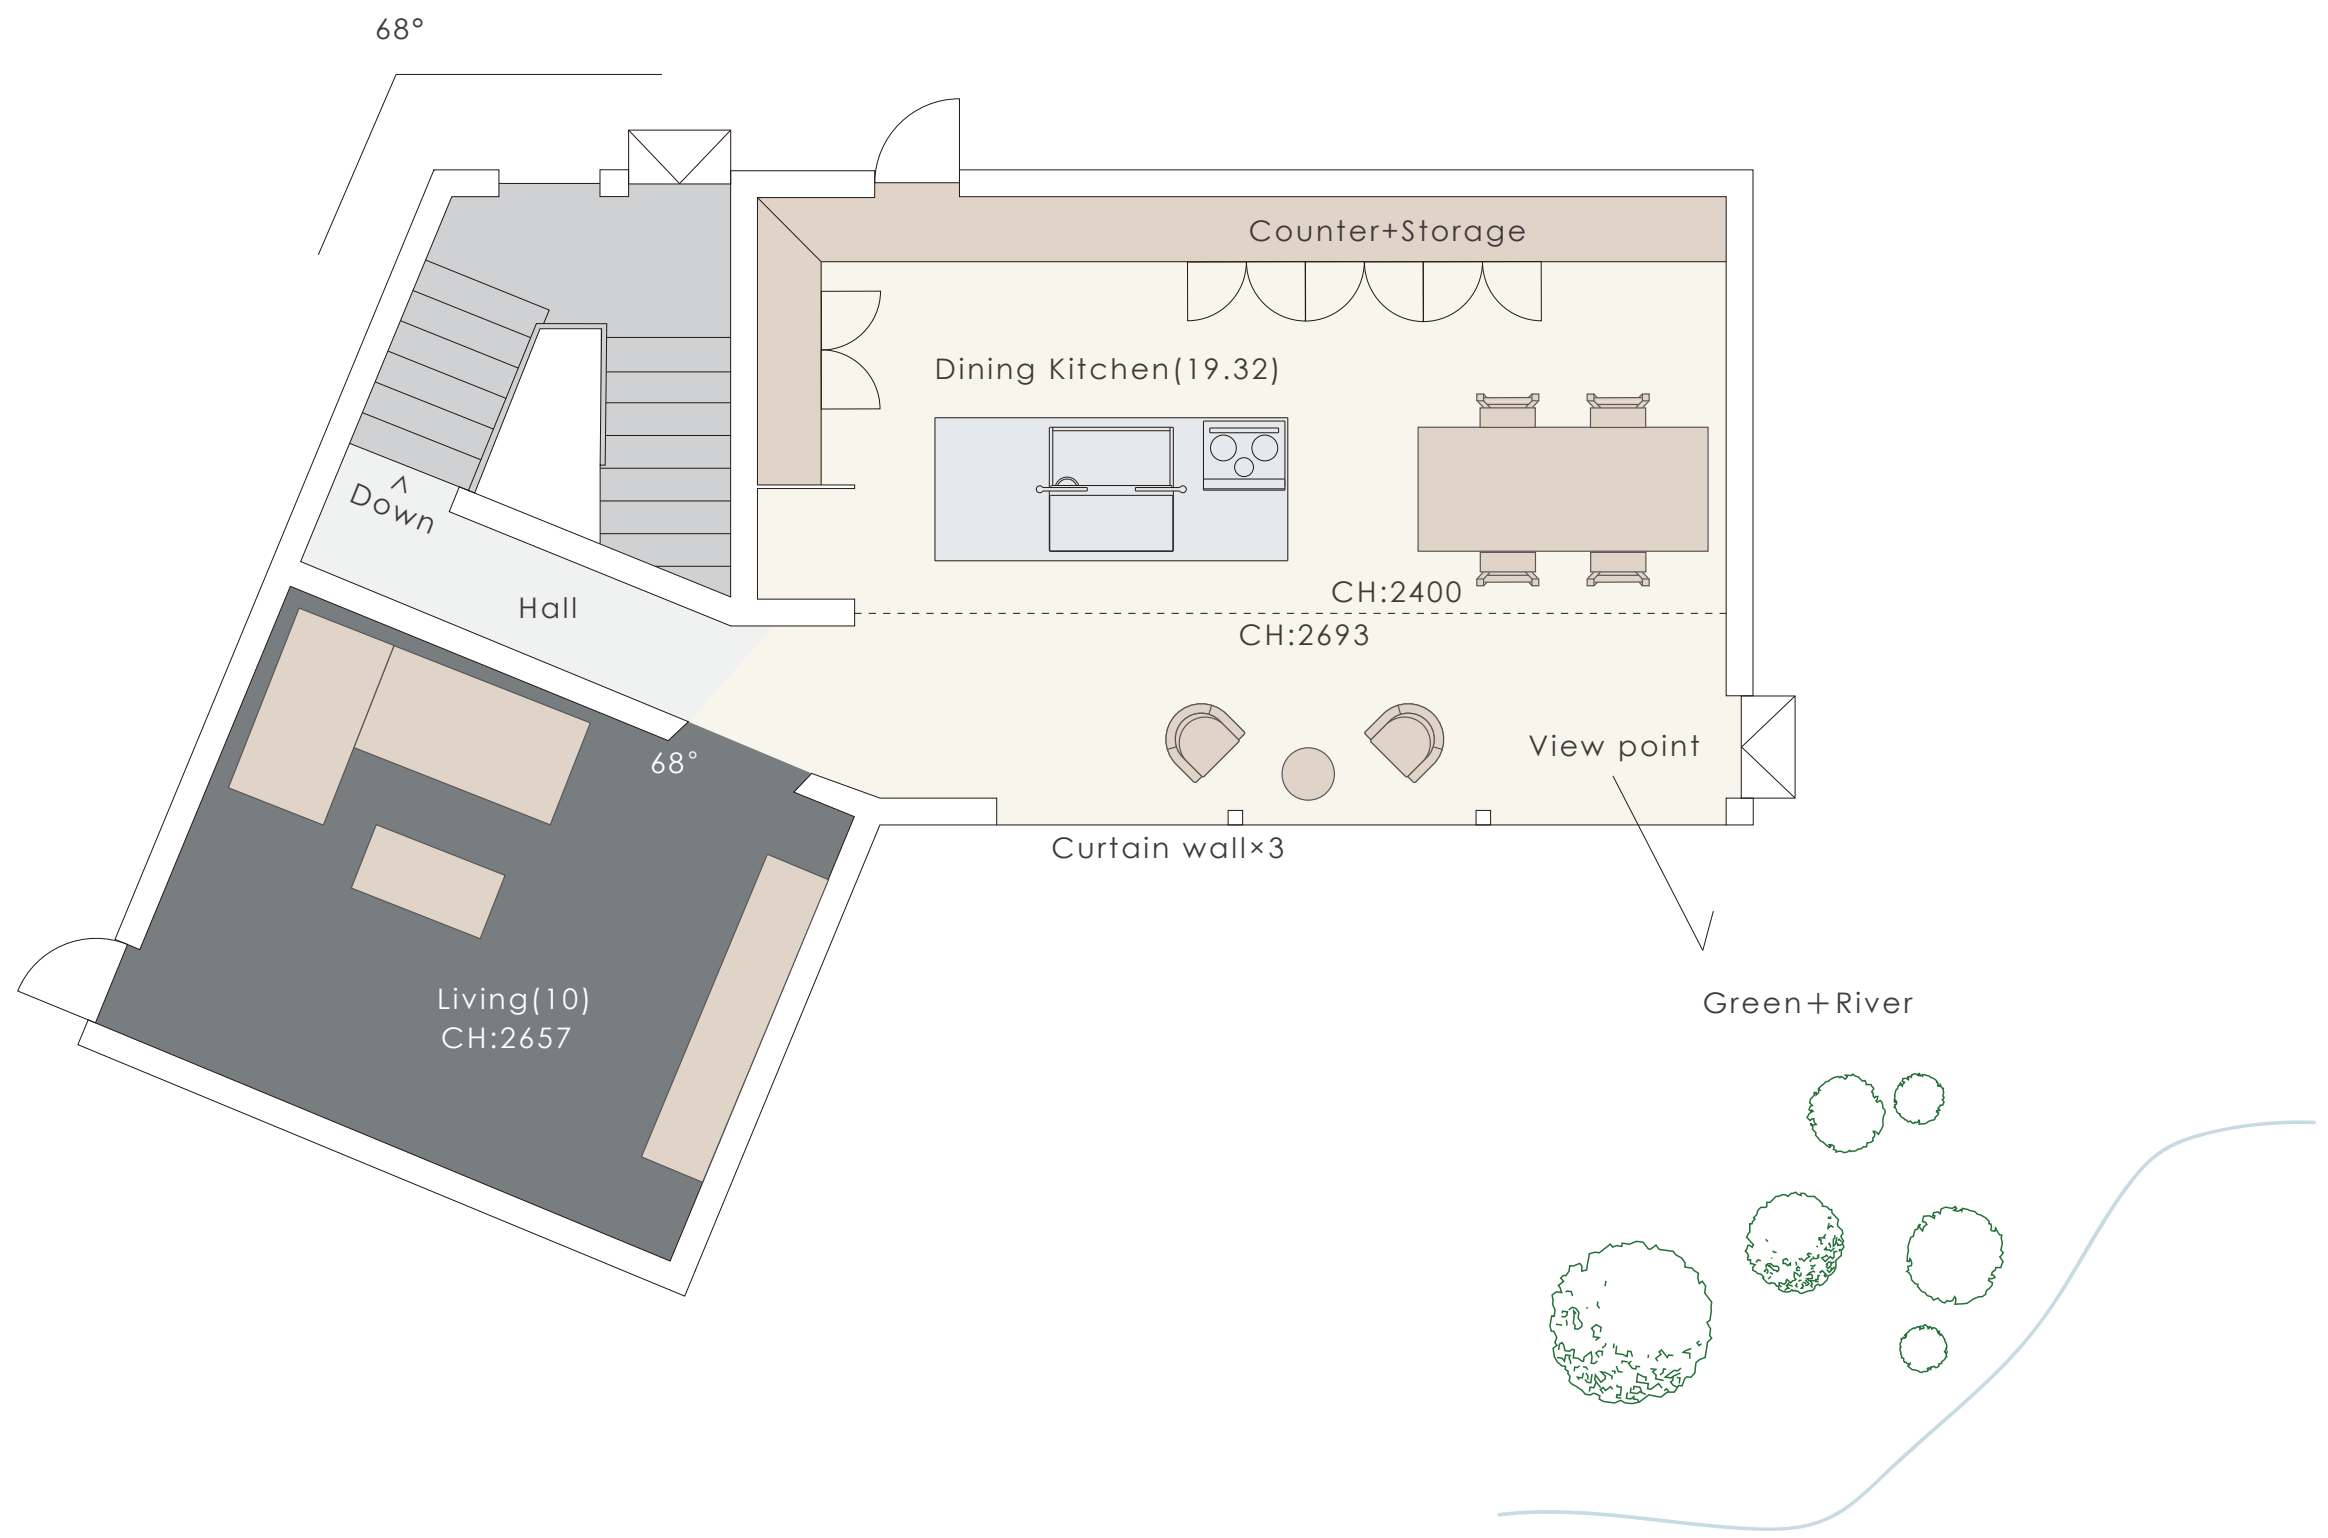 68°
Counter+Storage
Dining Kitchen(19.32)
Down
CH:2400
Hall
CH:2693
View point
68°
Curtain wall×3
Living(10)
CH:2657
Green+River